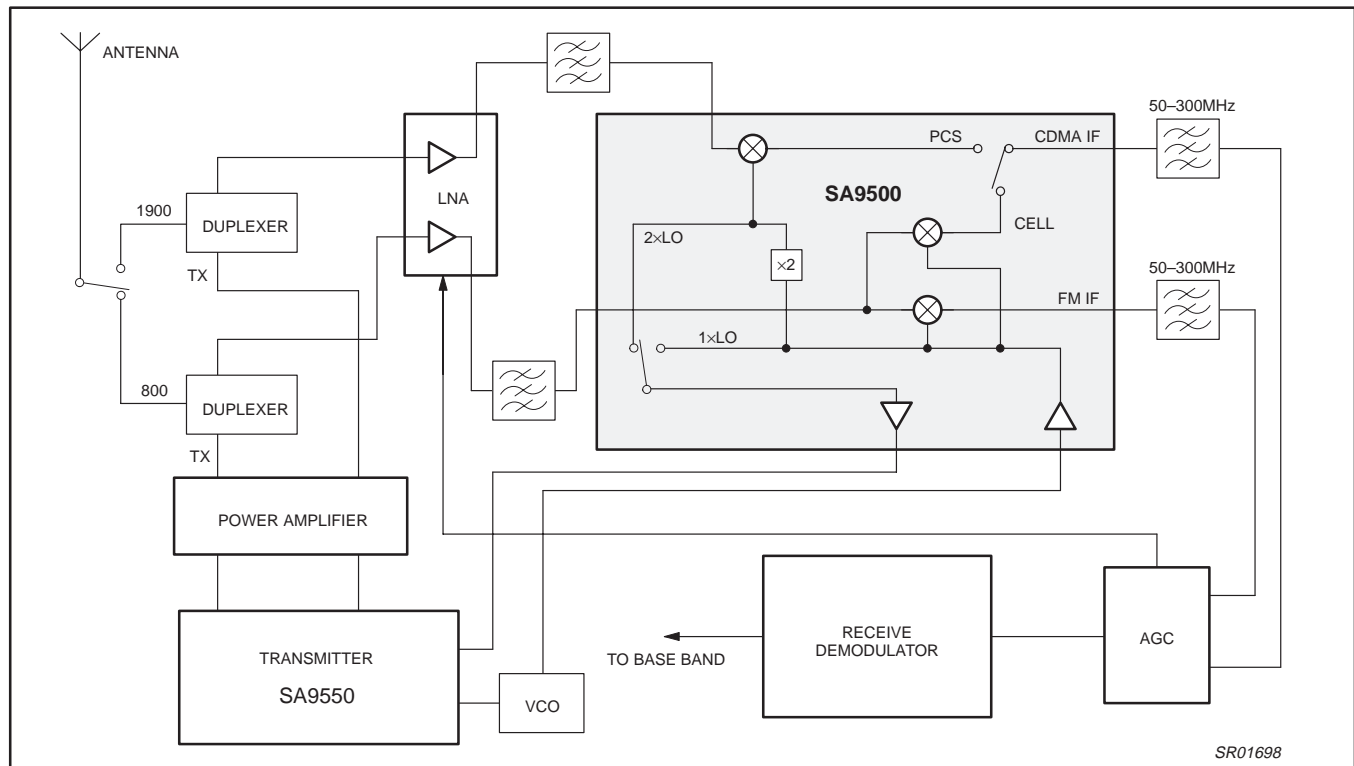 ANTENNA
50–300MHz
PCS
CDMA IF
LNA
SA9500
1900
DUPLEXER
CELL
2×LO
×2
TX
50–300MHz
FM IF
1×LO
800
DUPLEXER
TX
POWER AMPLIFIER
RECEIVE
DEMODULATOR
AGC
TRANSMITTER
TO BASE BAND
SA9550
VCO
SR01698